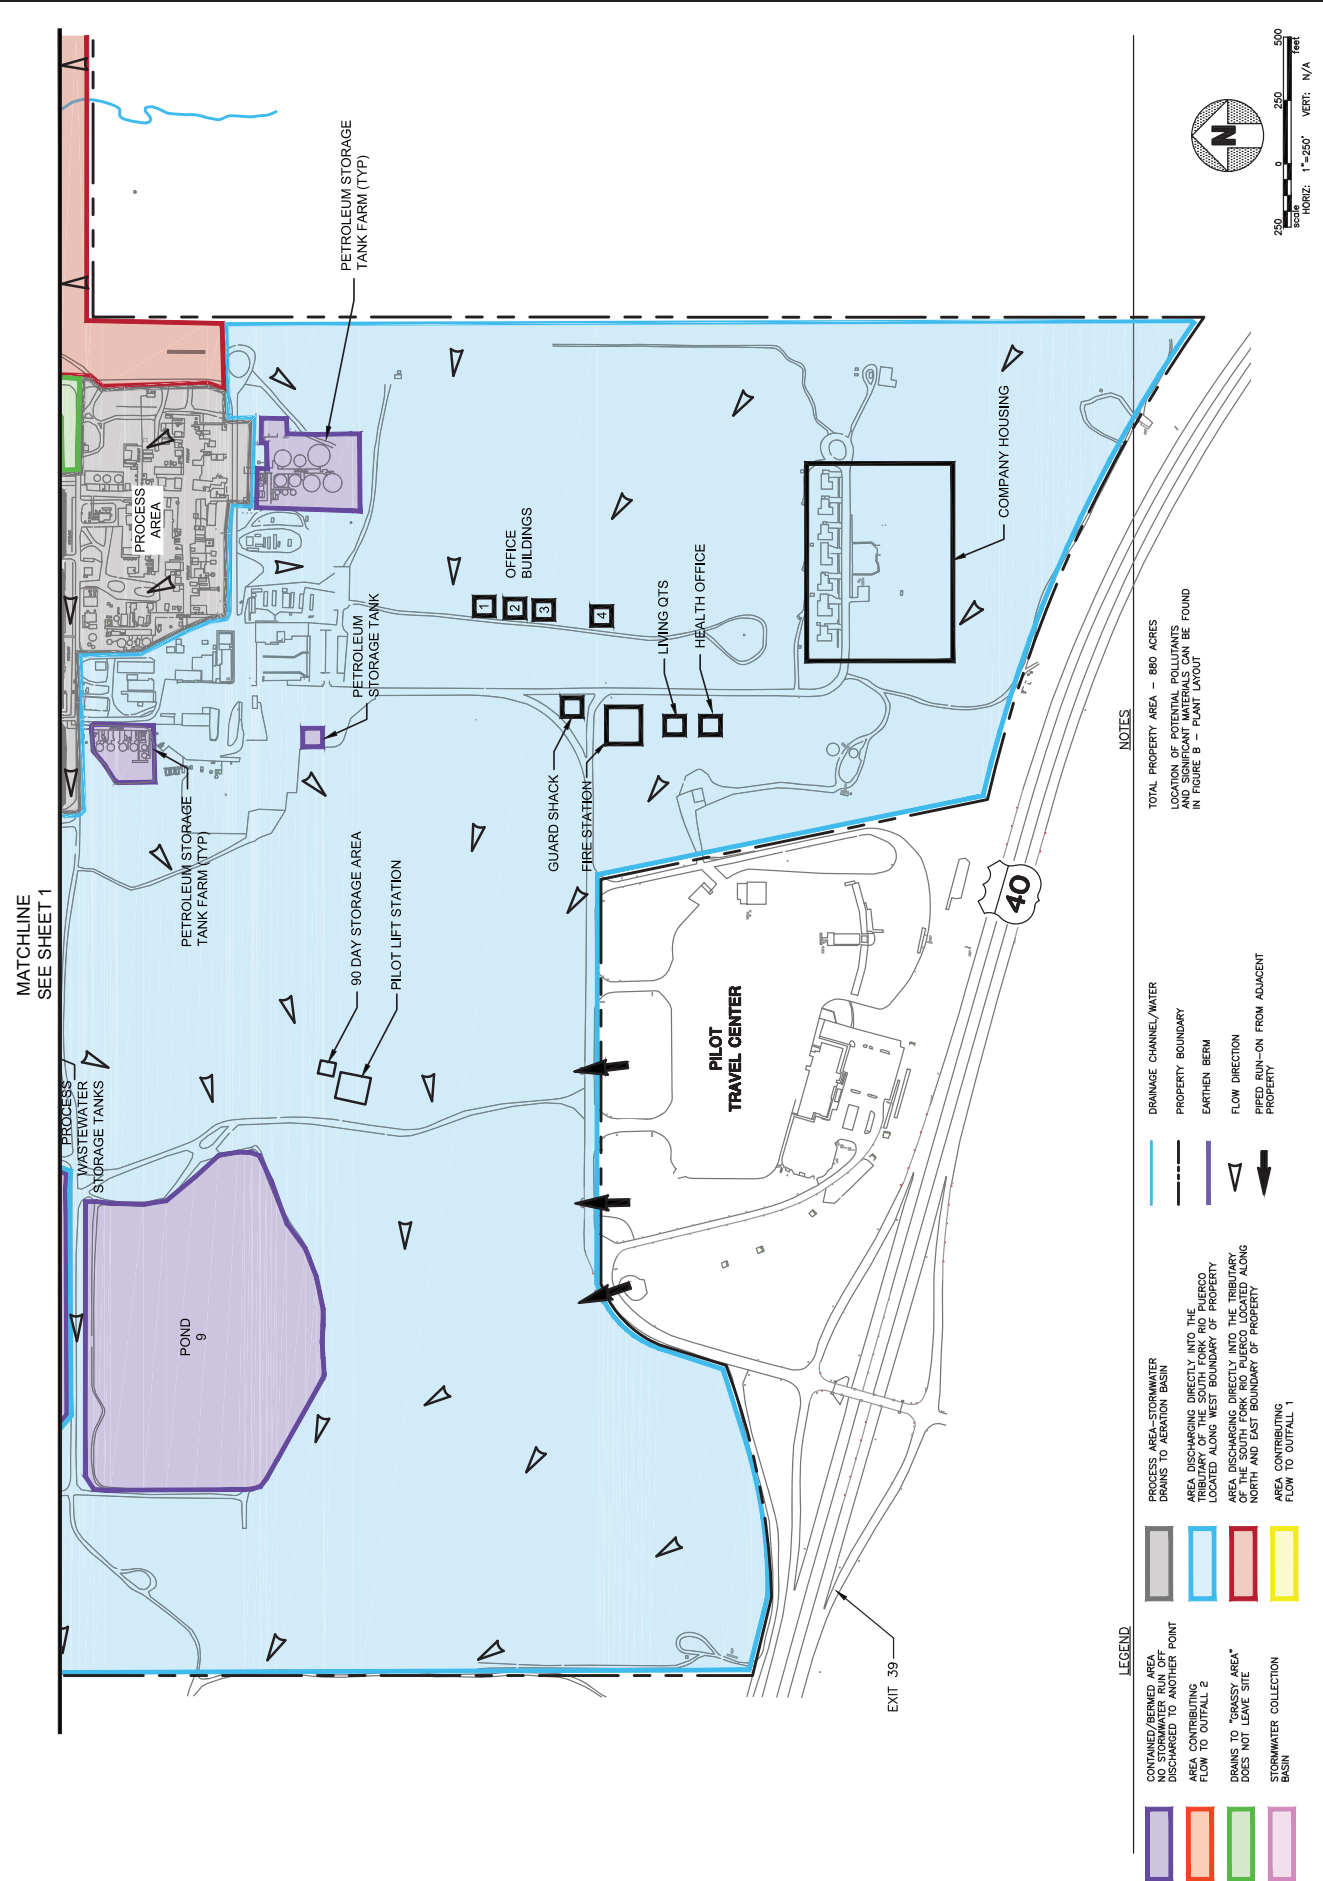 MATCHLINE
SEE SHEET 1
PROCESS
WASTEWATER
STORAGE TANKS
POND
9
PETROLEUM STORAGE
TANK FARM (TYP)
90 DAY STORAGE AREA
PILOT LIFT STATION
PETROLEUM
STORAGE TANK
PROCESS
AREA
PETROLEUM STORAGE
TANK FARM (TYP)
OFFICE
BUILDINGS
1
2
3
4
GUARD SHACK
FIRE STATION
LIVING QTS
HEALTH OFFICE
COMPANY HOUSING
PILOT
TRAVEL CENTER
40
EXIT 39
N
250
0
250
500
scale
feet
HORIZ: 1"=250'
VERT: N/A
LEGEND
CONTAINED/BERMED AREA
NO STORMWATER RUN OFF
DISCHARGED TO ANOTHER POINT
AREA CONTRIBUTING
FLOW TO OUTFALL 2
DRAINS TO "GRASSY AREA"
DOES NOT LEAVE SITE
STORMWATER COLLECTION
BASIN
PROCESS AREA-STORMWATER
DRAINS TO AERATION BASIN
AREA DISCHARGING DIRECTLY INTO THE
TRIBUTARY OF THE SOUTH FORK RIO PUERCO
LOCATED ALONG WEST BOUNDARY OF PROPERTY
AREA DISCHARGING DIRECTLY INTO THE TRIBUTARY
OF THE SOUTH FORK RIO PUERCO LOCATED ALONG
NORTH AND EAST BOUNDARY OF PROPERTY
AREA CONTRIBUTING
FLOW TO OUTFALL 1
DRAINAGE CHANNEL/WATER
PROPERTY BOUNDARY
EARTHEN BERM
FLOW DIRECTION
PIPED RUN-ON FROM ADJACENT
PROPERTY
NOTES
TOTAL PROPERTY AREA - 880 ACRES
LOCATION OF POTENTIAL POLLUTANTS
AND SIGNIFICANT MATERIALS CAN BE FOUND
IN FIGURE B - PLANT LAYOUT